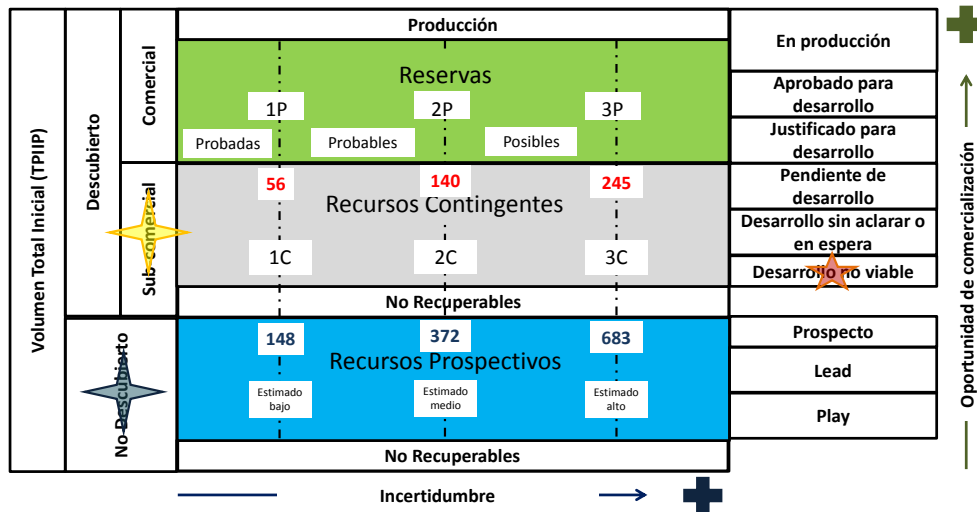 Volumen Total Inicial (TPIIP)
Descubierto
No-Descubierto
Comercial
Sub-comercial
Producción
Reservas
1P
2P
3P
Probadas
Probables
Posibles
56
140
245
Recursos Contingentes
1C
2C
3C
No Recuperables
148
372
683
Recursos Prospectivos
Estimado
bajo
Estimado
medio
Estimado
alto
No Recuperables
En producción
Aprobado para
desarrollo
Justificado para
desarrollo
Pendiente de
desarrollo
Desarrollo sin aclarar o
en espera
Desarrollo no viable
Prospecto
Lead
Play
Oportunidad de comercialización
Incertidumbre